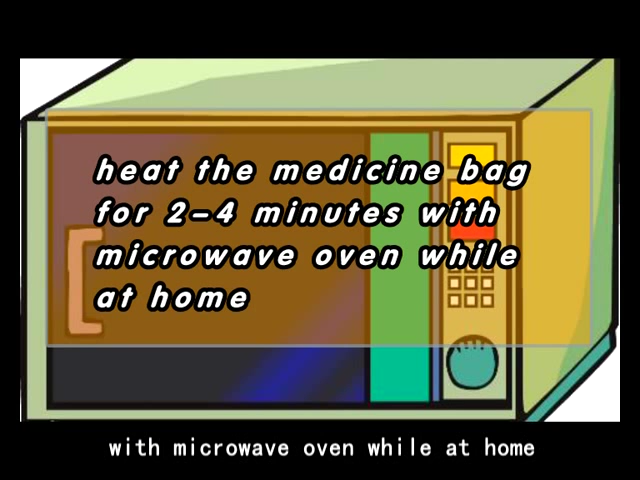 heat the medicine bag
for 2-4 minutes with
microwave oven while
at home
with microwave oven while at home